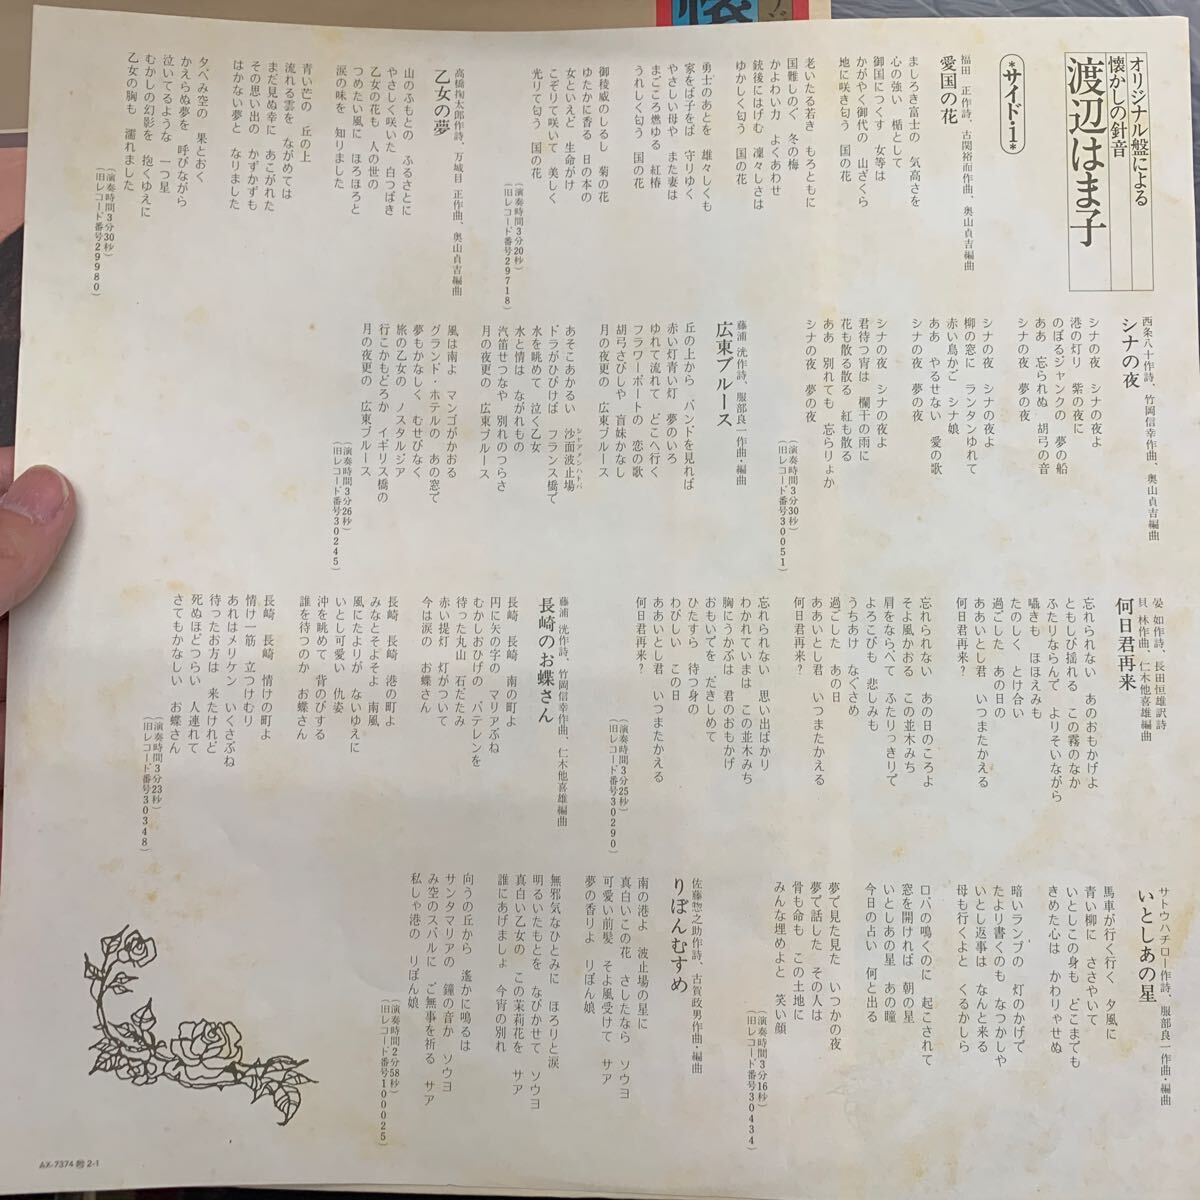 オリジナル盤による
懐かしの針音
渡辺はま子
*サイド・1*
愛国の花
福田 正作詩、古関裕而作曲、奥山貞吉編曲
ましろき富士の 気高さを
心の強い 楯として
御国につくす 女等は
かがやく御代の 山ざくら
地に咲き匂う 国の花
老いたる若き もろともに
国難しのぐ 冬の梅
かよわい力 よくあわせ
銃後にはげむ 凜々しさは
ゆかしく匂う 国の花
勇士のあとを 雄々しくも
家をば子をば 守りゆく
やさしい母や また妻は
まごころ燃ゆる 紅椿
うれしく匂う 国の花
御稜威のしるし 菊の花
ゆたかに香る 日の本の
女といえど 生命がけ
こぞりて咲いて 美しく
光りて匂う 国の花
(演奏時間3分20秒)
(旧レコード番号29718)
乙女の夢
高橋掬太郎作詩、万城目 正作曲、奥山貞吉編曲
山のふもとの ふるさとに
やさしく咲いた 白つばき
乙女の花も 人の世の
つめたい風に ほろほろと
涙の味を 知りました
青い芒の 丘の上
流れる雲を ながめては
まだ見ぬ幸に あこがれた
その思い出の かずかずも
はかない夢と なりました
夕べみ空の 果とおく
かえらぬ夢を 呼びながら
泣いてるような 一つ星
むかしの幻影を 抱くゆえに
乙女の胸も 濡れました
(演奏時間3分30秒)
(旧レコード番号29980)
シナの夜
西条八十作詩、竹岡信幸作曲、奥山貞吉編曲
シナの夜 シナの夜よ
港の灯り 紫の夜に
のぼるジャンクの 夢の船
ああ 忘られぬ 胡弓の音
シナの夜 夢の夜
シナの夜 シナの夜よ
柳の窓に ランタンゆれて
赤い鳥かご シナ娘
ああ やるせない 愛の歌
シナの夜 夢の夜
シナの夜 シナの夜よ
君待つ宵は 欄干の雨に
花も散る散る 紅も散る
ああ 別れても 忘らりょか
シナの夜 夢の夜
(演奏時間3分30秒)
(旧レコード番号30051)
広東ブルース
藤浦 洸作詩、服部良一作曲・編曲
丘の上から バンドを見れば
赤い灯青い灯 夢のいろ
ゆれて流れて どこへ行く
フラワーボートの 恋の歌
胡弓さびしや 盲妹かなし
月の夜更の 広東ブルース
あそこあかるい 沙面波止場
シャアメンハトバ
ドラがひびけば フランス橋で
水を眺めて 泣く乙女
水と情は ながれもの
汽笛せつなや 別れのつらさ
月の夜更の 広東ブルース
風は南よ マンゴがかおる
グランド・ホテルの あの窓で
夢もかなしく むせびなく
旅の乙女の ノスタルジア
行こかもどろか イギリス橋の
月の夜更の 広東ブルース
(演奏時間3分26秒)
(旧レコード番号30245)
何日君再来
晏 如作詩、長田恒雄訳詩
貝 林作曲、仁木他喜雄編曲
忘れられない あのおもかげよ
ともしび揺れる この霧のなか
ふたりならんて よりそいながら
囁きも ほほえみも
たのしく とけ合い
過ごした あの日の
ああいとし君 いつまたかえる
何日君再来?
忘れられない あの日のころよ
そよ風かおる この並木みち
肩をならべて ふたりっきりて
よろこびも 悲しみも
うちあけ なぐさめ
過ごした あの日
ああいとし君 いつまたかえる
何日君再来?
忘れられない 思い出ばかり
わかれていまは この並木みち
胸にうかぶは 君のおもかげ
おもいでを だきしめて
ひたすら 待つ身の
わびしい この日
ああいとし君 いつまたかえる
何日君再来?
(演奏時間3分25秒)
(旧レコード番号30290)
長崎のお蝶さん
藤浦 洸作詩、竹岡信幸作曲、仁木他喜雄編曲
長崎 長崎 南の町よ
円に矢の字の マリアぶね
むかしおひげの バテレンを
待った丸山 石だたみ
赤い提灯 灯がついて
今は涙の お蝶さん
長崎 長崎 港の町よ
みなとそよそよ 南風
風にたよりが ないゆえに
いとし可愛い 仇姿
沖を眺めて 背のびする
誰を待つのか お蝶さん
長崎 長崎 情けの町よ
情け一筋 立つけむり
あれはメリケン いくさぶね
待ったお方は 来たけれど
死ぬほどつらい 人連れて
さてもかなしい お蝶さん
(演奏時間3分23秒)
(旧レコード番号30348)
いとしあの星
サトウハチロー作詩、服部良一作曲・編曲
馬車が行く行く 夕風に
青い柳に ささやいて
いとしこの身も どこまでも
きめた心は かわりゃせぬ
暗いランプの 灯のかげで
たより書くのも なつかしや
いとし返事は なんと来る
母も行くよと くるかしら
ロバの鳴くのに 起こされて
窓を開ければ 朝の星
いとしあの星 あの瞳
今日の占い 何と出る
夢で見た見た いつかの夜
夢で話した その人は
骨も命も この土地に
みんな埋めよと 笑い顔
(演奏時間3分16秒)
(旧レコード番号30434)
りぼんむすめ
佐藤惣之助作詩、古賀政男作曲・編曲
南の港よ 波止場の星に
真白いこの花 さしたなら ソウヨ
可愛い前髪 そよ風受けて サア
夢の香りよ りぼん娘
無邪気なひとみに ほろりと涙
明るいたもとを なびかせて ソウヨ
真白い乙女の この茉莉花を サア
誰にあげましょ 今宵の別れ
向うの丘から 遙かに鳴るは
サンタマリアの 鐘の音か ソウヨ
み空のスバルに ご無事を祈る サア
私しゃ港の りぼん娘
(演奏時間2分58秒)
(旧レコード番号100025)
AX-7374 2-1